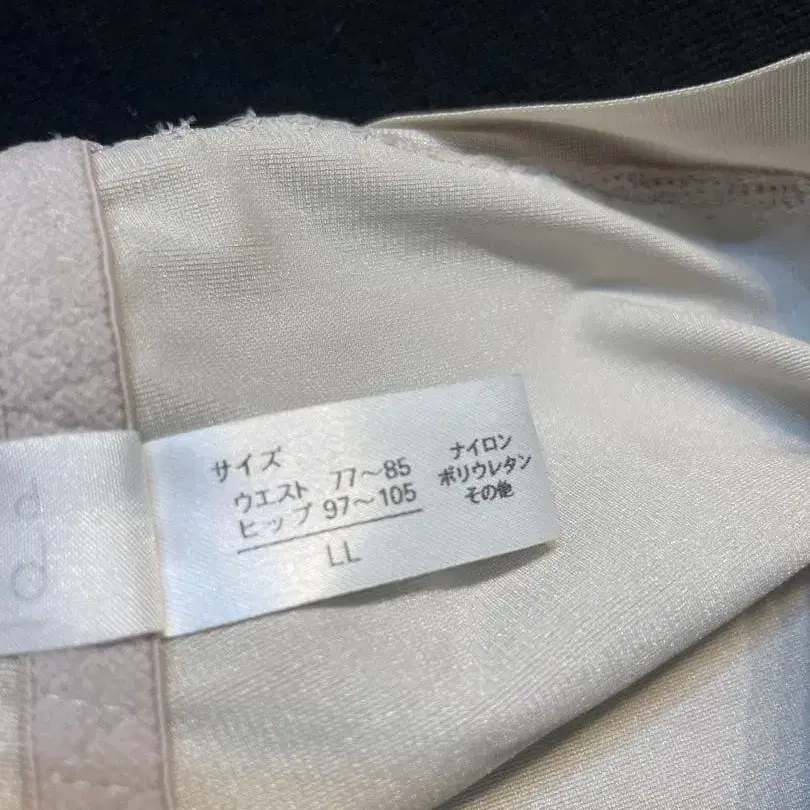 サイズ
ウエスト 77～85
ヒップ 97～105
LL
ナイロン
ポリウレタン
その他
d
d